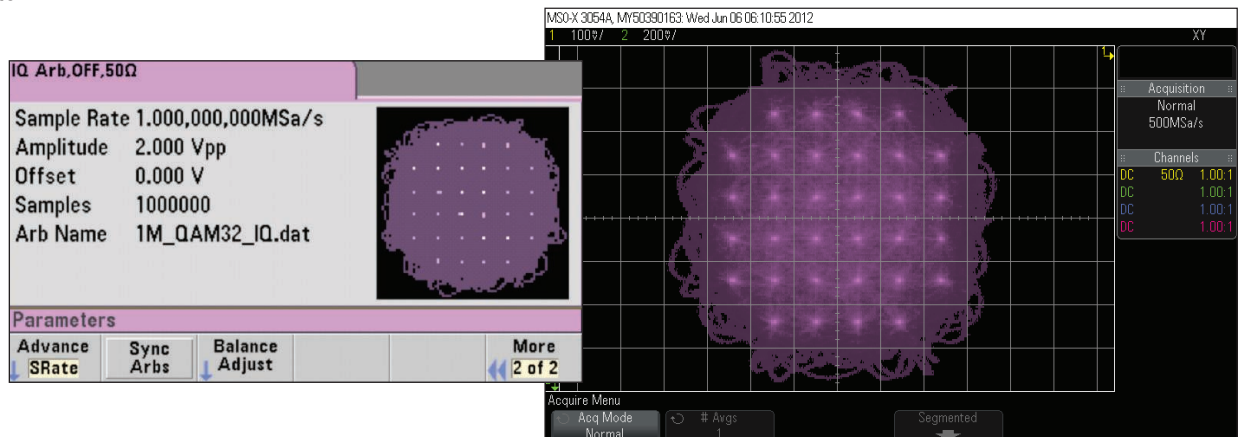 IQ Arb,OFF,50Ω
Sample Rate 1.000,000,000MSa/s
Amplitude 2.000 Vpp
Offset 0.000 V
Samples 1000000
Arb Name 1M_QAM32_IQ.dat
Parameters
Advance SRate
Sync Arbs
Balance Adjust
More 2 of 2
MSO-X 3054A, MY50390163: Wed Jun 06 06:10:55 2012
1 100%/ 2 200%/ XY
1
Acquisition
Normal
500MSa/s
Channels
DC 50Ω 1.00:1
DC 1.00:1
DC 1.00:1
DC 1.00:1
Acquire Menu
Acq Mode
Normal
# Avgs
1
Segmented